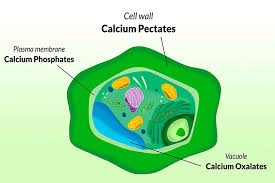 Cell wall
Calcium Pectates
Plasma membrane
Calcium Phosphates
Vacuole
Calcium Oxalates